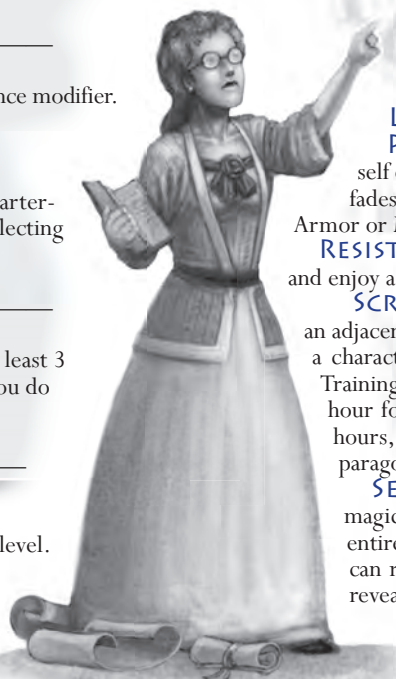 nce modifier.
arter-
lecting
least 3
ou do
level.
L
P
self
fades
Armor or
RESIST
and enjoy a
SCR
an adjacen
a charact
Training
hour fo
hours,
parago
SE
magic
entire
can r
revea